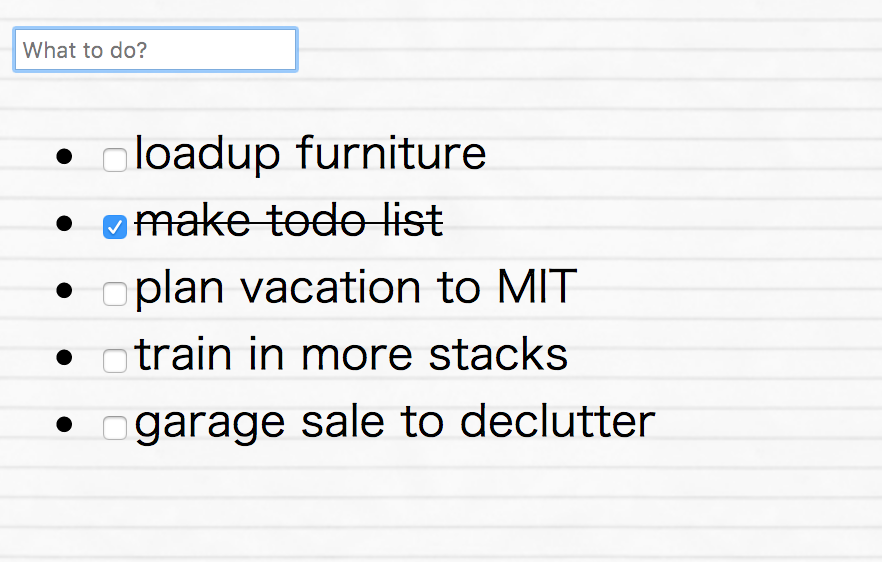 What to do?
loadup furniture
make todo list
plan vacation to MIT
train in more stacks
garage sale to declutter